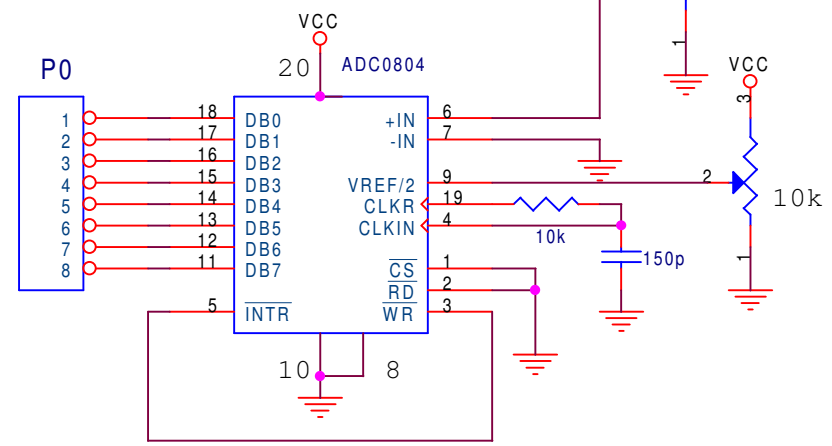 VCC
20 ADC0804
1
P0
VCC
3
1 18 DB0 +IN 6
2 17 DB1 -IN 7
3 16 DB2
4 15 DB3 VREF/2 9 2
5 14 DB4 CLKR 19 10k
6 13 DB5 CLKIN 4 10k
7 12 DB6 1
8 11 DB7 CS 1 150p
RD 2
5 INTR WR 3
10 8